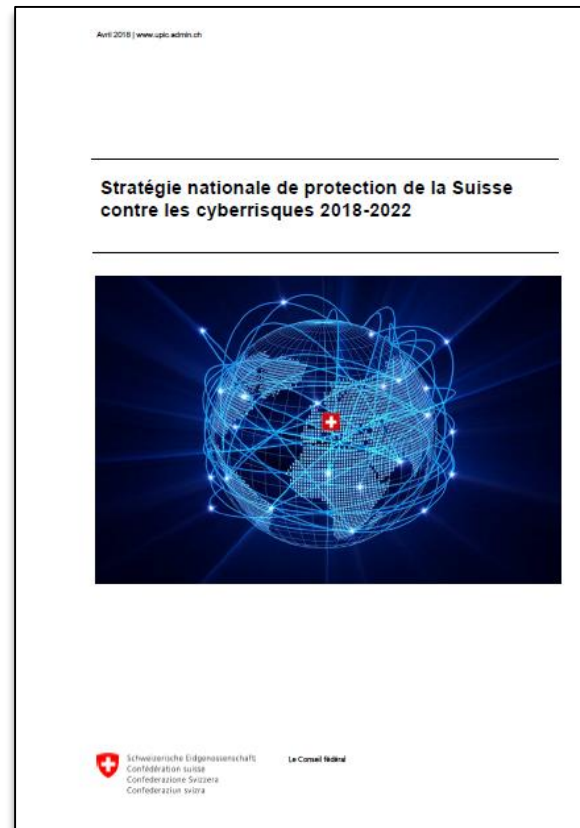 Avril 2018 | www.upic.admin.ch
Stratégie nationale de protection de la Suisse
contre les cyberrisques 2018-2022
Schweizerische Eidgenossenschaft
Confédération suisse
Confederazione Svizzera
Confederaziun svizra
Le Conseil fédéral